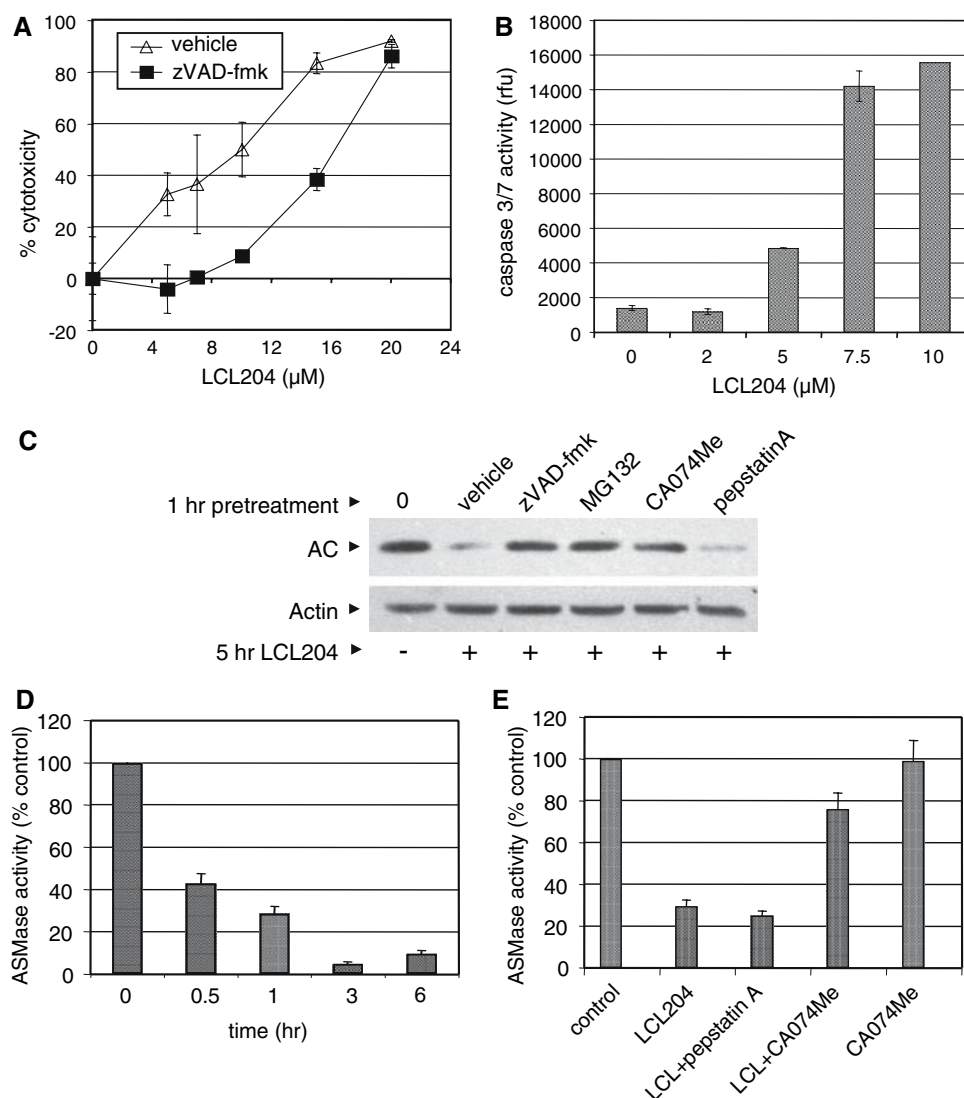 A
% cytotoxicity
100
80
60
40
20
0
-20
vehicle
zVAD-fmk
0 4 8 12 16 20 24
LCL204 (µM)
B
caspase 3/7 activity (rfu)
18000
16000
14000
12000
10000
8000
6000
4000
2000
0
0 2 5 7.5 10
LCL204 (µM)
C
1 hr pretreatment 0 vehicle zVAD-fmk MG132 CA074Me pepstatinA
AC
Actin
5 hr LCL204 - + + + + +
D
ASMase activity (% control)
120
100
80
60
40
20
0
0 0.5 1 3 6
time (hr)
E
ASMase activity (% control)
120
100
80
60
40
20
0
control LCL204 LCL+pepstatin A LCL+CA074Me CA074Me